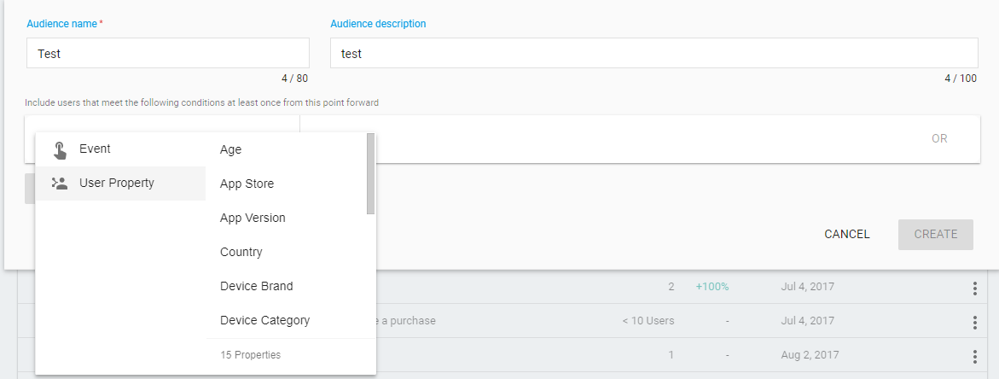 Audience name *
Audience description
Test
test
4 / 80
4 / 100
Include users that meet the following conditions at least once from this point forward
OR
Event
User Property
Age
App Store
App Version
Country
Device Brand
Device Category
15 Properties
CANCEL
CREATE
2 +100% Jul 4, 2017
e a purchase < 10 Users - Jul 4, 2017
1 - Aug 2, 2017